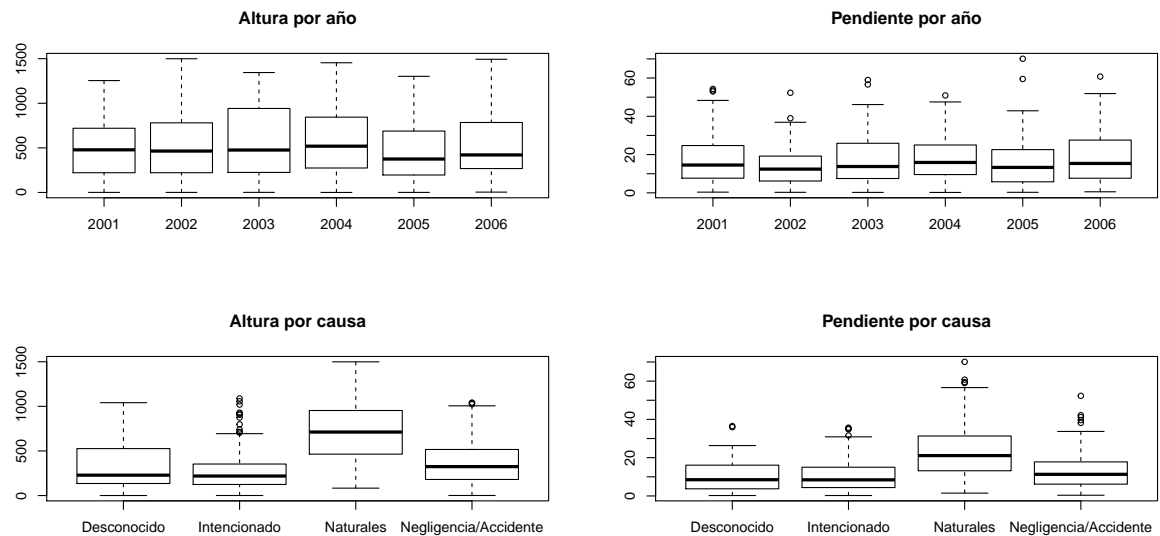 Altura por año
1500
1000
500
0
2001 2002 2003 2004 2005 2006
Pendiente por año
60
40
20
0
2001 2002 2003 2004 2005 2006
Altura por causa
1500
1000
500
0
Desconocido Intencionado Naturales Negligencia/Accidente
Pendiente por causa
60
40
20
0
Desconocido Intencionado Naturales Negligencia/Accidente